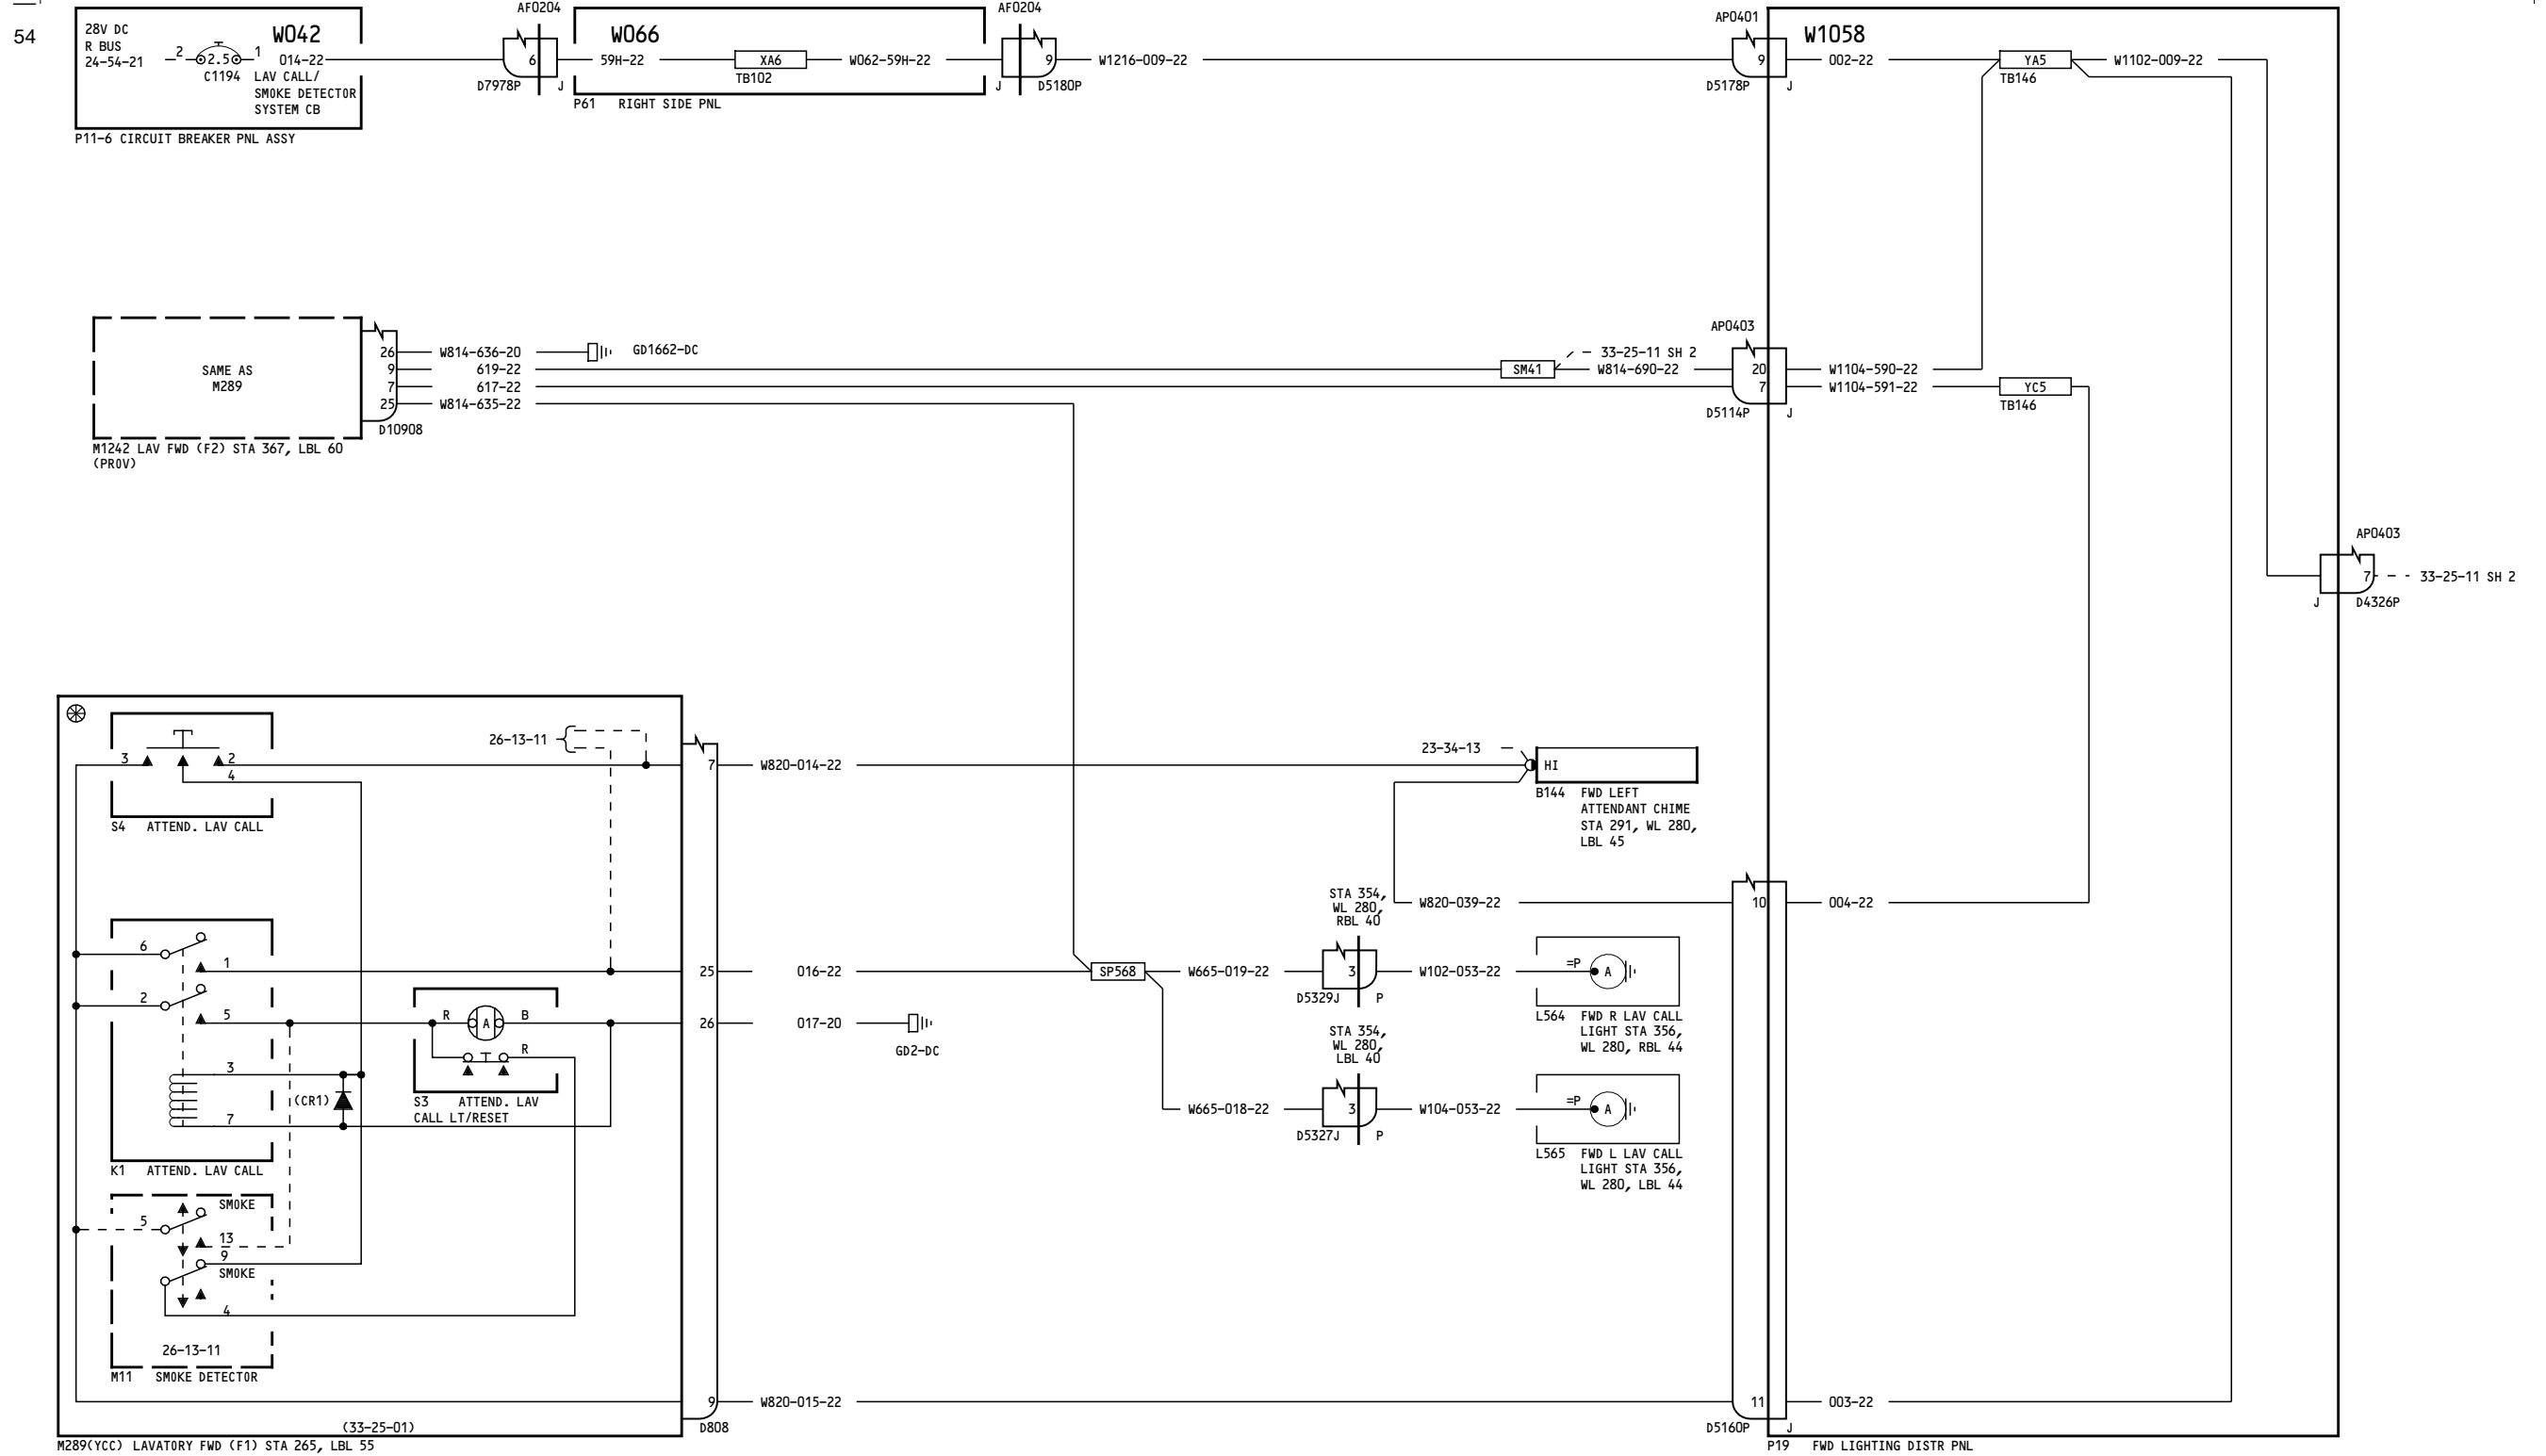 54
28V DC
R BUS
24-54-21
2
2.5
1
C1194
W042
014-22
LAV CALL/
SMOKE DETECTOR
SYSTEM CB
P11-6 CIRCUIT BREAKER PNL ASSY
AF0204
6
D7978P
J
W066
59H-22
XA6
TB102
W062-59H-22
P61 RIGHT SIDE PNL
AF0204
9
J
D5180P
W1216-009-22
AP0401
9
D5178P
J
W1058
002-22
YA5
TB146
W1102-009-22
SAME AS
M289
26
9
7
25
D10908
M1242 LAV FWD (F2) STA 367, LBL 60
(PROV)
W814-636-20
GD1662-DC
619-22
617-22
W814-635-22
SM41
33-25-11 SH 2
W814-690-22
AP0403
20
7
D5114P
J
W1104-590-22
W1104-591-22
YC5
TB146
AP0403
7
33-25-11 SH 2
J
D4326P
3
2
4
S4 ATTEND. LAV CALL
26-13-11
7
W820-014-22
23-34-13
HI
B144 FWD LEFT
ATTENDANT CHIME
STA 291, WL 280,
LBL 45
6
1
2
5
3
7
K1 ATTEND. LAV CALL
(CR1)
R
A
B
R
S3 ATTEND. LAV
CALL LT/RESET
25
016-22
26
017-20
GD2-DC
SP568
W665-019-22
STA 354,
WL 280,
RBL 40
3
D5329J
P
W820-039-22
W102-053-22
=P
A
L564 FWD R LAV CALL
LIGHT STA 356,
WL 280, RBL 44
10
004-22
W665-018-22
STA 354,
WL 280,
LBL 40
3
D5327J
P
W104-053-22
=P
A
L565 FWD L LAV CALL
LIGHT STA 356,
WL 280, LBL 44
SMOKE
5
13
9
SMOKE
4
26-13-11
M11 SMOKE DETECTOR
9
W820-015-22
11
003-22
(33-25-01)
D808
D5160P
J
M289(YCC) LAVATORY FWD (F1) STA 265, LBL 55
P19 FWD LIGHTING DISTR PNL